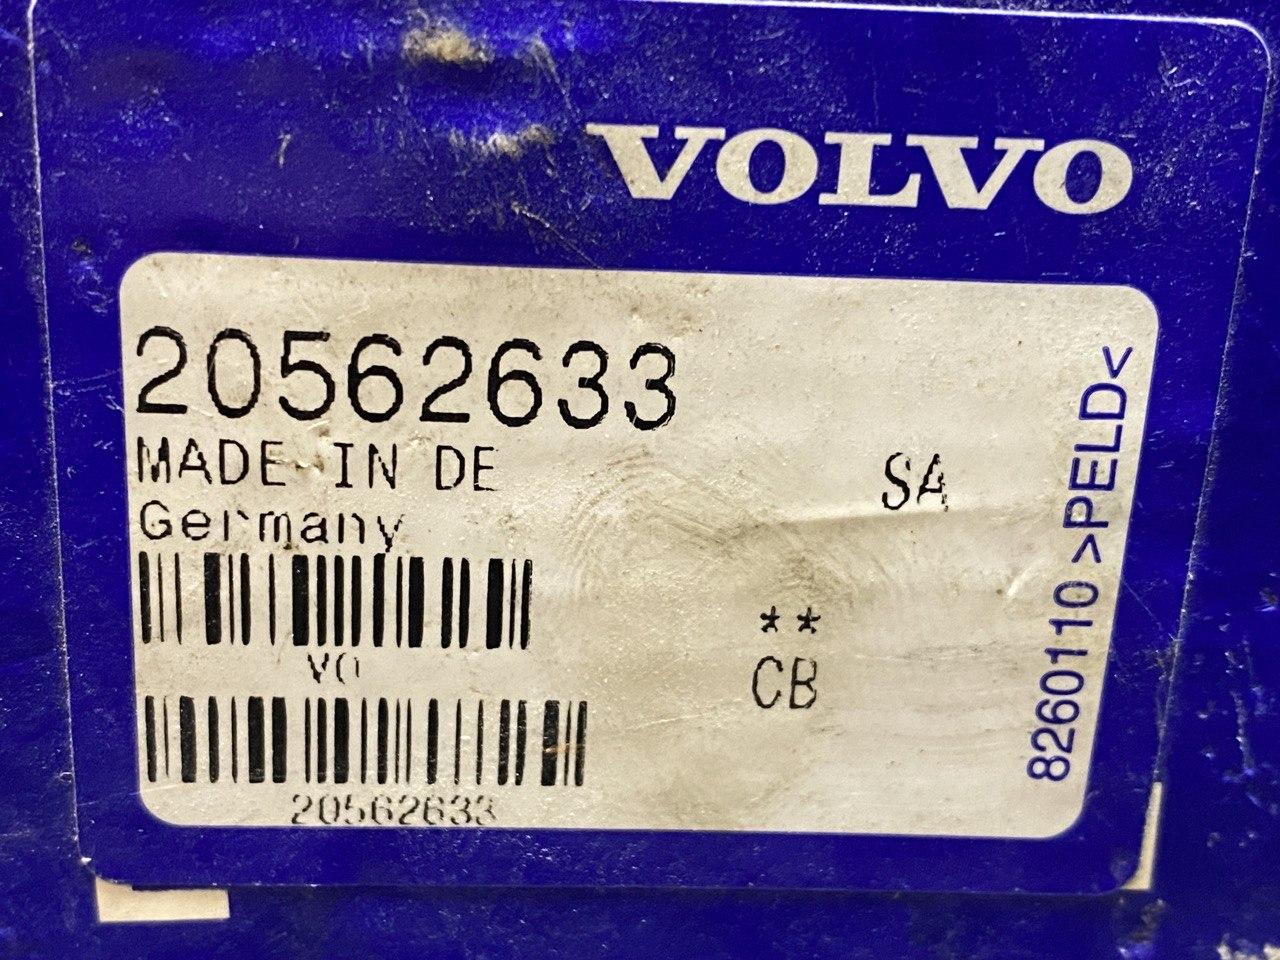 VOLVO
20562633
MADE IN DE
Germany
SA
VO
**
CB
20562633
8260110 >PELD<